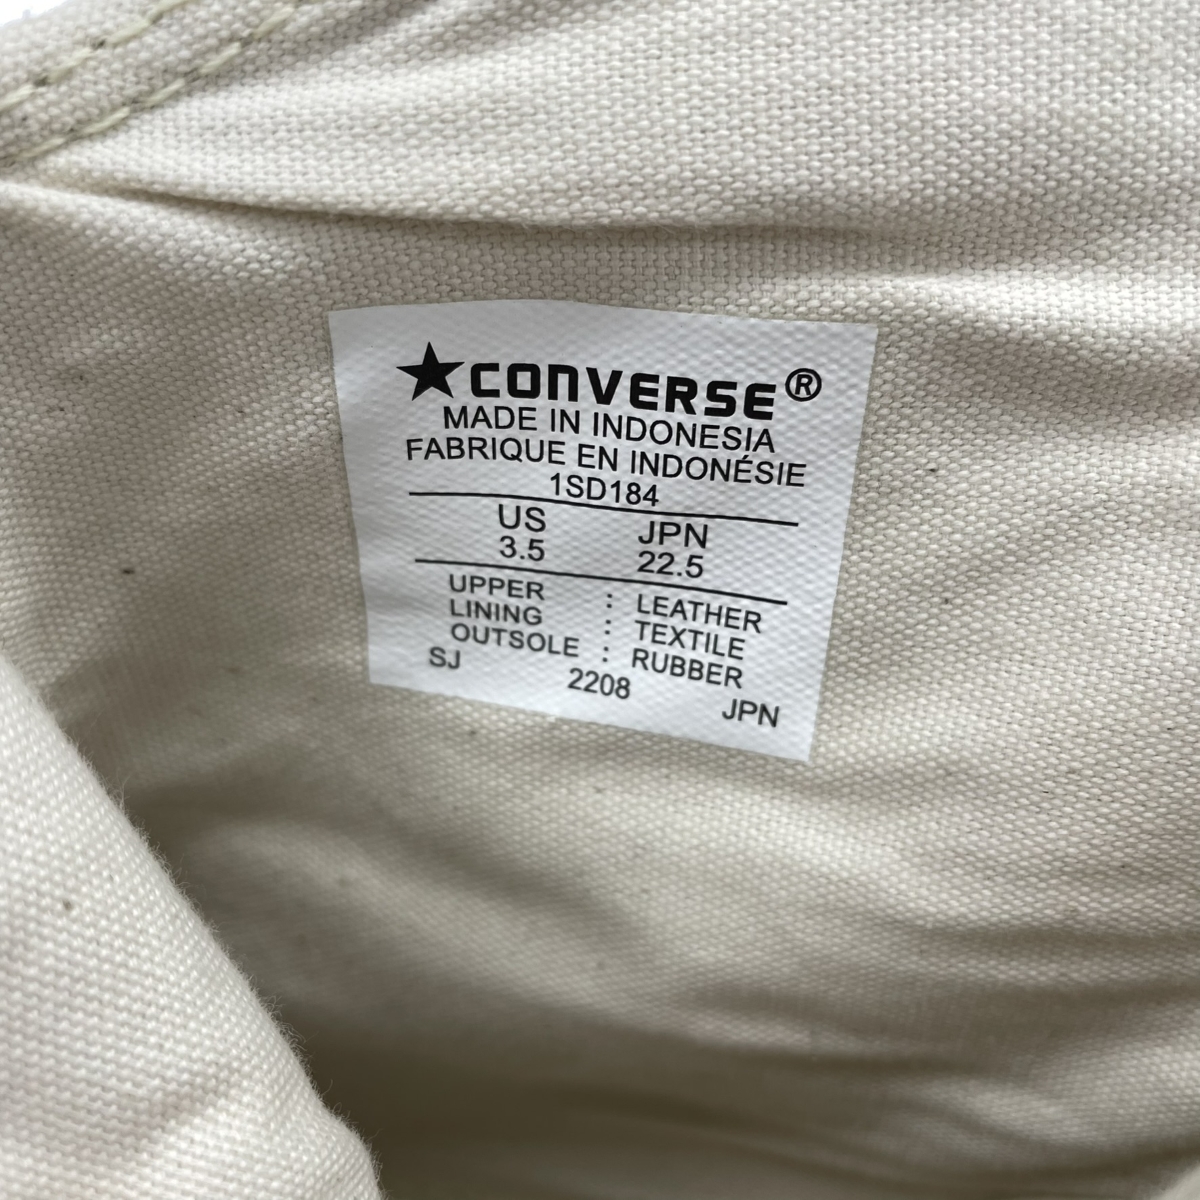 ★CONVERSE®
MADE IN INDONESIA
FABRIQUE EN INDONÉSIE
1SD184
US JPN
3.5 22.5
UPPER : LEATHER
LINING : TEXTILE
OUTSOLE : RUBBER
SJ 2208 JPN